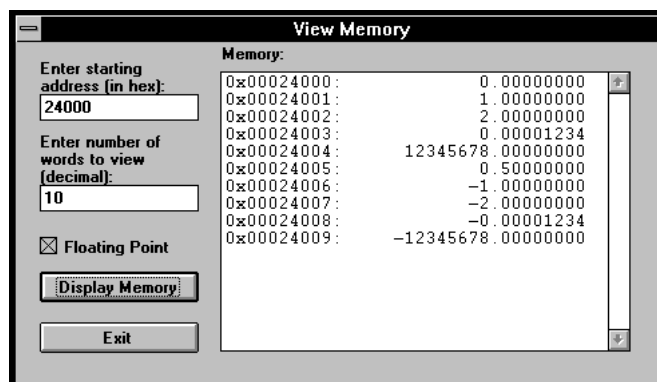 View Memory
Enter starting
address (in hex):
24000
Enter number of
words to view
(decimal):
10
Floating Point
Display Memory
Exit
Memory:
0x00024000: 0.00000000
0x00024001: 1.00000000
0x00024002: 2.00000000
0x00024003: 0.00001234
0x00024004: 12345678.00000000
0x00024005: 0.50000000
0x00024006: -1.00000000
0x00024007: -2.00000000
0x00024008: -0.00001234
0x00024009: -12345678.00000000